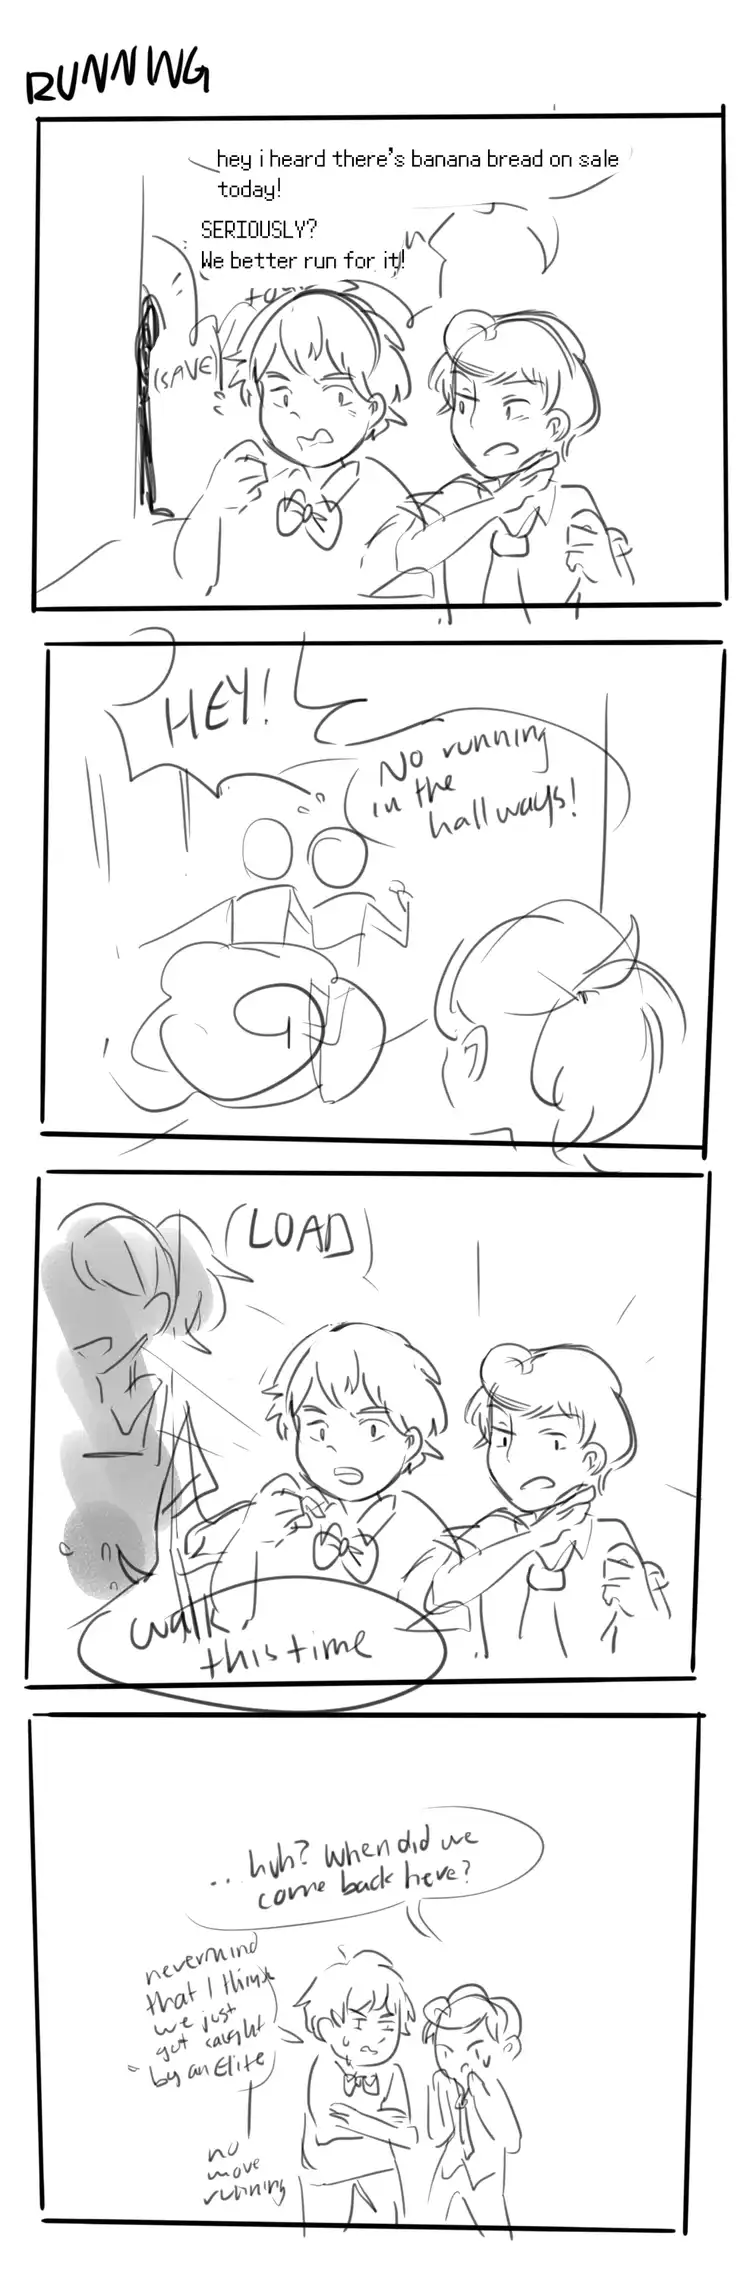 RUNNING
hey i heard there's banana bread on sale
today!
SERIOUSLY?
We better run for it!
(SAVE)
HEY!
No running
in the
hallways!
(LOAD)
walk
this time
...huh? When did we
come back here?
nevermind
that I think
we just
got caught
by an Elite
no
move
running